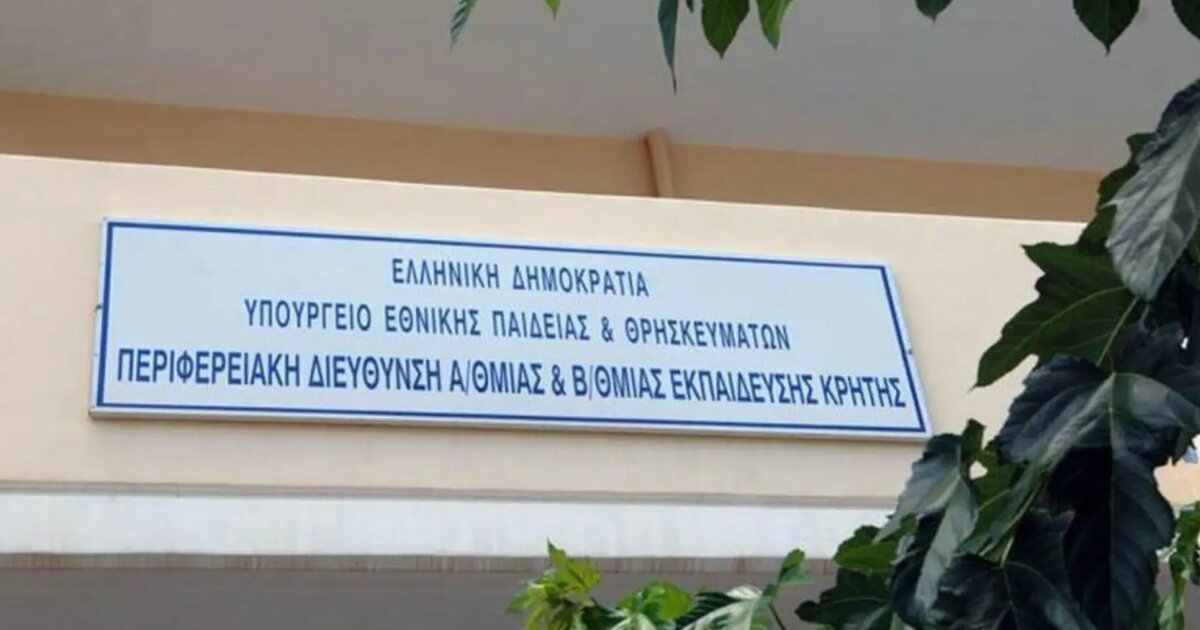 ΕΛΛΗΝΙΚΗ ΔΗΜΟΚΡΑΤΙΑ
ΥΠΟΥΡΓΕΙΟ ΕΘΝΙΚΗΣ ΠΑΙΔΕΙΑΣ & ΘΡΗΣΚΕΥΜΑΤΩΝ
ΠΕΡΙΦΕΡΕΙΑΚΗ ΔΙΕΥΘΥΝΣΗ Α/ΘΜΙΑΣ & Β/ΘΜΙΑΣ ΕΚΠΑΙΔΕΥΣΗΣ ΚΡΗΤΗΣ